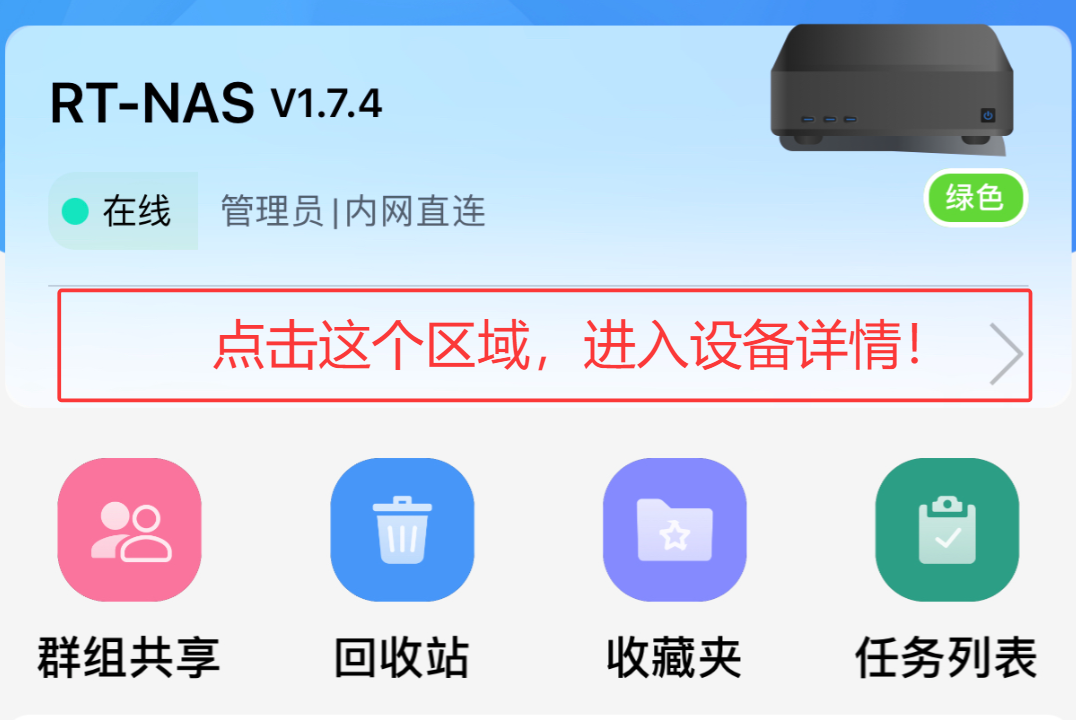 RT-NAS V1.7.4
在线 管理员|内网直连
绿色
点击这个区域，进入设备详情！
群组共享 回收站 收藏夹 任务列表